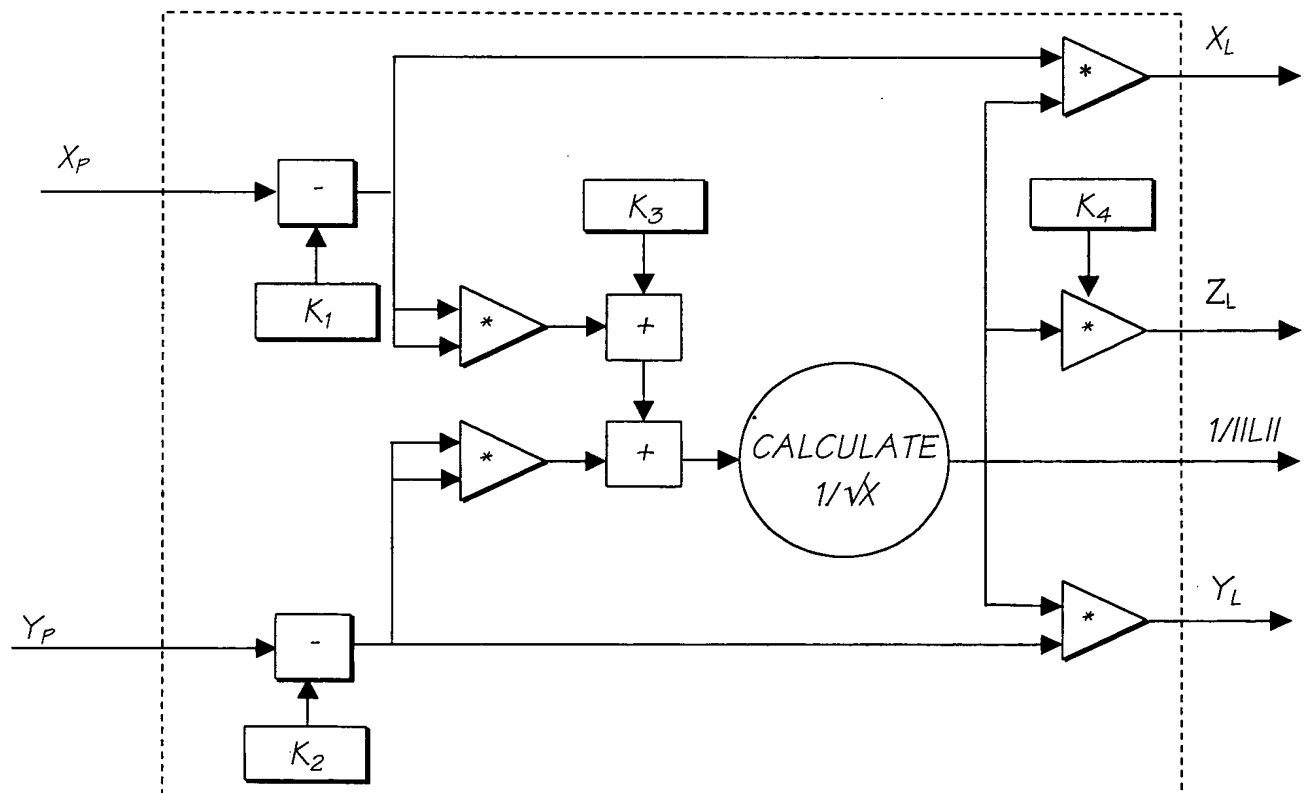 X_L
*
X_P
-
K_3
K_4
K_1
*
+
*
Z_L
*
+
CALCULATE
1/√X
1/||L||
Y_P
-
*
Y_L
K_2